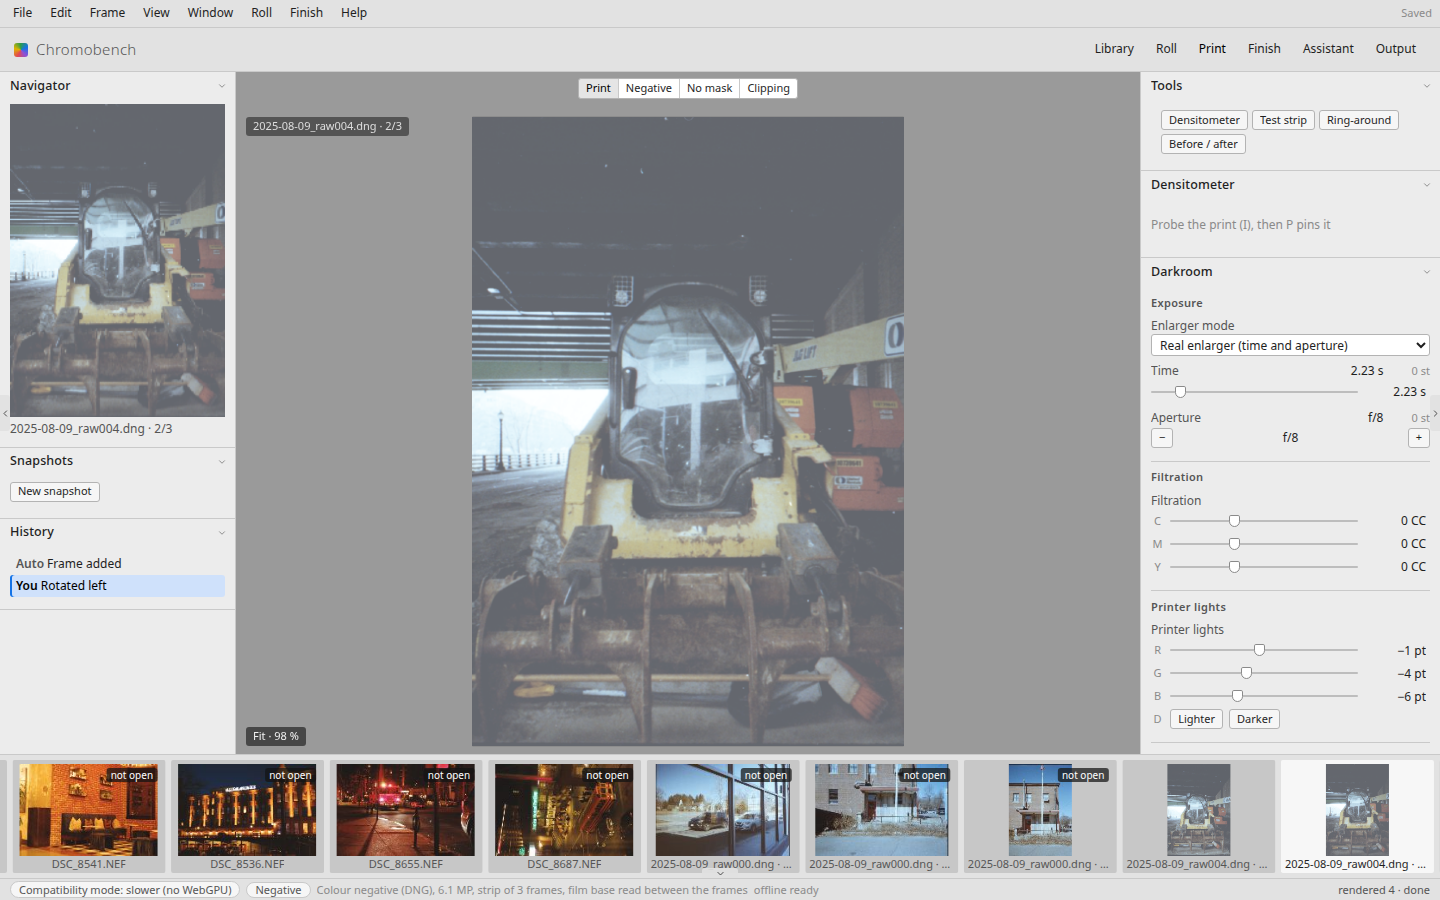 File Edit Frame View Window Roll Finish Help Saved
Chromobench Library Roll Print Finish Assistant Output
Navigator
2025-08-09_raw004.dng · 2/3
Snapshots
New snapshot
History
Auto Frame added
You Rotated left
Print Negative No mask Clipping
2025-08-09_raw004.dng · 2/3
Fit · 98 %
Tools
Densitometer Test strip Ring-around
Before / after
Densitometer
Probe the print (I), then P pins it
Darkroom
Exposure
Enlarger mode
Real enlarger (time and aperture)
Time 2.23 s 0 st
2.23 s
Aperture f/8 0 st
− f/8 +
Filtration
Filtration
C 0 CC
M 0 CC
Y 0 CC
Printer lights
Printer lights
R −1 pt
G −4 pt
B −6 pt
D Lighter Darker
not open not open not open not open not open not open not open
DSC_8541.NEF DSC_8536.NEF DSC_8655.NEF DSC_8687.NEF 2025-08-09_raw000.dng · ... 2025-08-09_raw000.dng · ... 2025-08-09_raw000.dng · ... 2025-08-09_raw004.dng · ... 2025-08-09_raw004.dng · ...
Compatibility mode: slower (no WebGPU) Negative Colour negative (DNG), 6.1 MP, strip of 3 frames, film base read between the frames offline ready rendered 4 · done